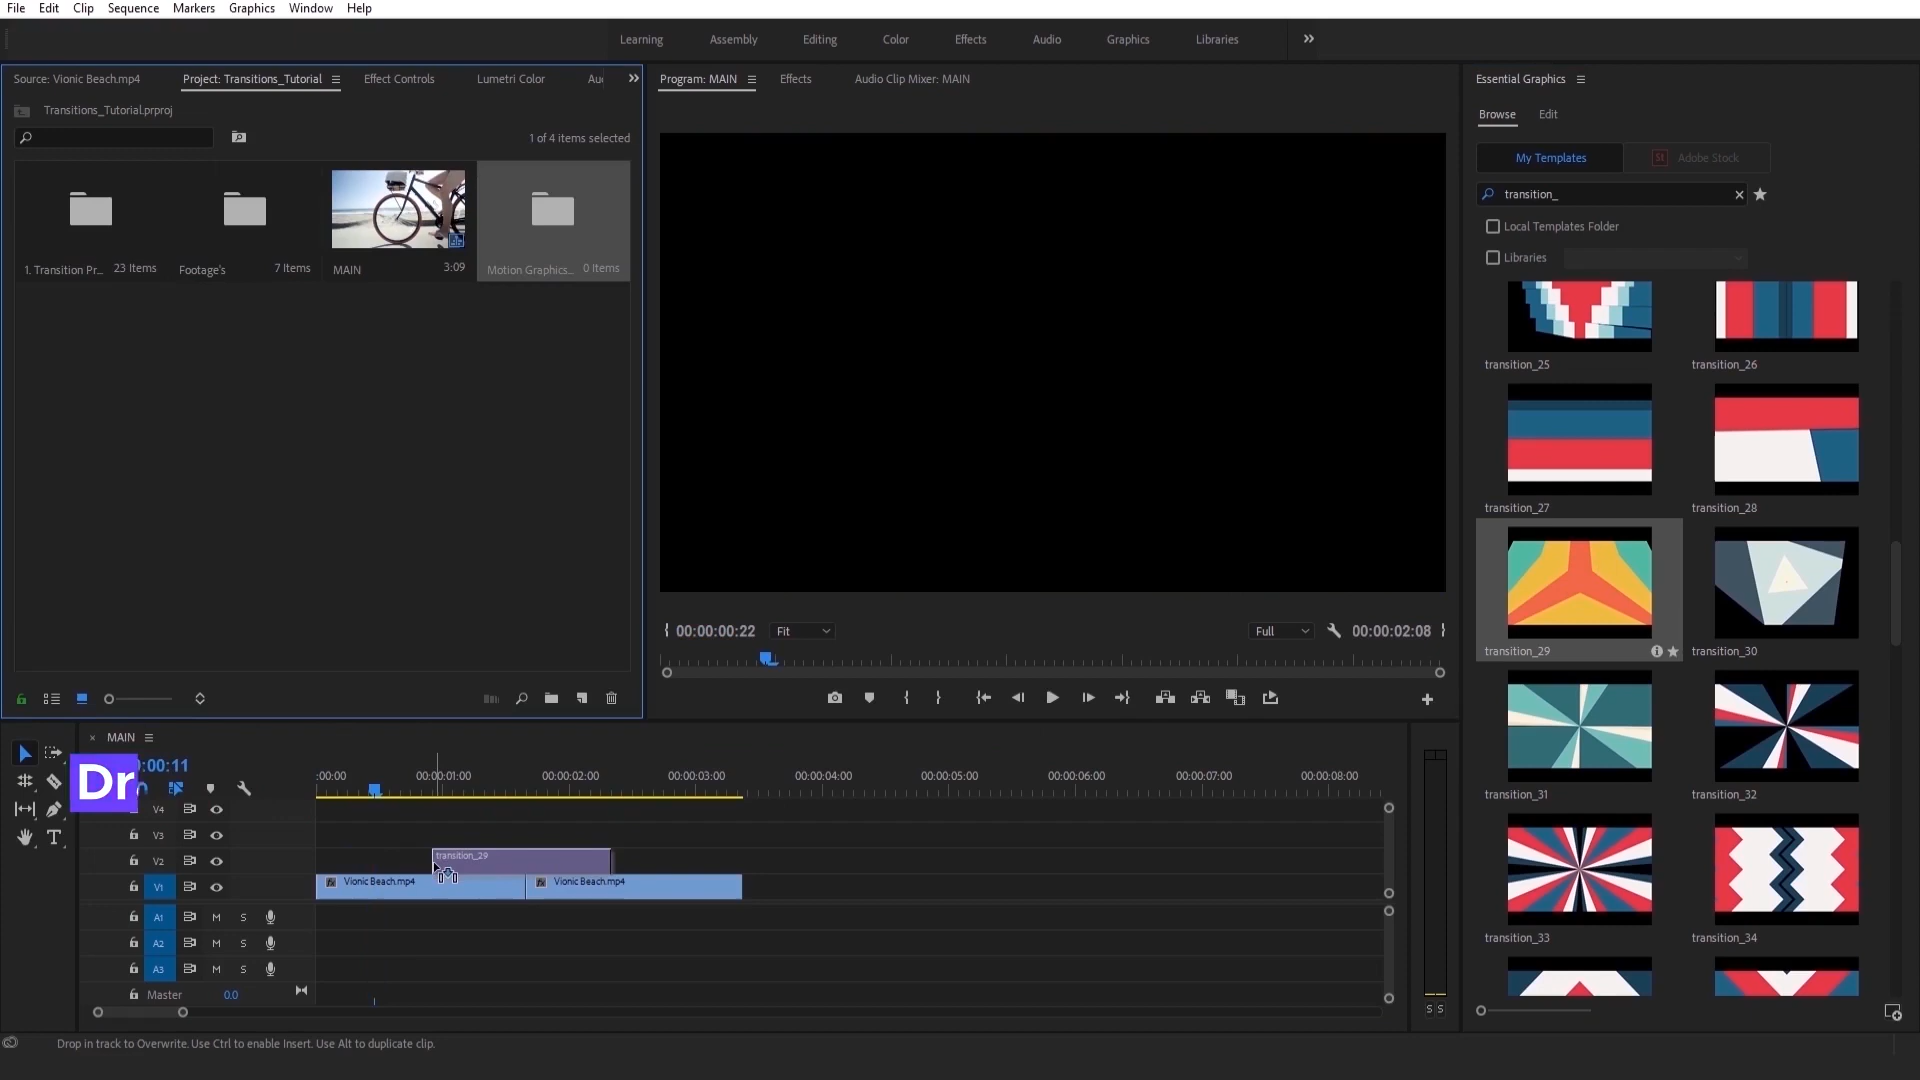 File Edit Clip Sequence Markers Graphics Window Help
Learning Assembly Editing Color Effects Audio Graphics Libraries
Source: Vionic Beach.mp4 Project: Transitions_Tutorial Effect Controls Lumetri Color Au
Program: MAIN Effects Audio Clip Mixer: MAIN
Essential Graphics
Transitions_Tutorial.prproj
1 of 4 items selected
1. Transition Pr... 23 Items
Footage's 7 Items
MAIN 3:09
Motion Graphics... 0 Items
Browse Edit
My Templates St Adobe Stock
transition_
Local Templates Folder
Libraries
transition_25 transition_26
transition_27 transition_28
transition_29 transition_30
transition_31 transition_32
transition_33 transition_34
00:00:00:22 Fit Full 00:00:02:08
MAIN
Dr
:00:11
:00:00 00:00:01:00 00:00:02:00 00:00:03:00 00:00:04:00 00:00:05:00 00:00:06:00 00:00:07:00 00:00:08:00
V4
V3
V2 transition_29
V1 fx Vionic Beach.mp4 fx Vionic Beach.mp4
A1 M S
A2 M S
A3 M S
Master 0.0
S S
Drop in track to Overwrite. Use Ctrl to enable Insert. Use Alt to duplicate clip.